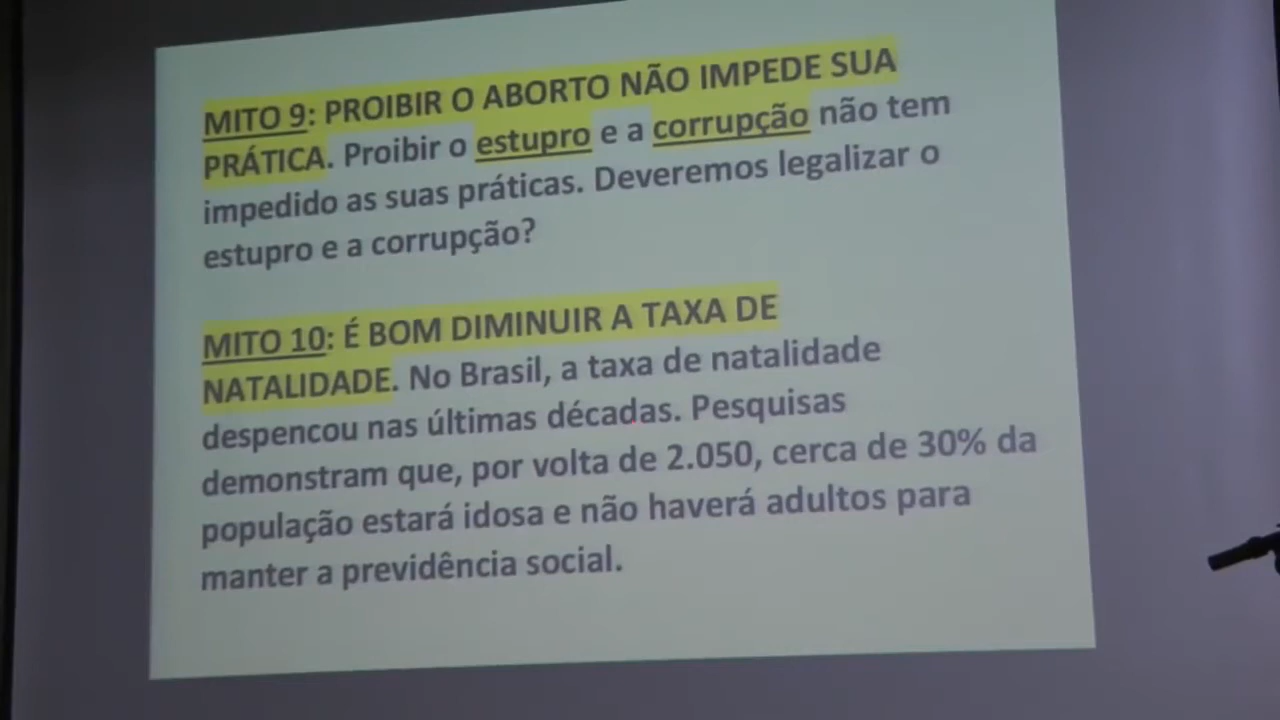 MITO 9: PROIBIR O ABORTO NÃO IMPEDE SUA
PRÁTICA. Proibir o estupro e a corrupção não tem
impedido as suas práticas. Deveremos legalizar o
estupro e a corrupção?
MITO 10: É BOM DIMINUIR A TAXA DE
NATALIDADE. No Brasil, a taxa de natalidade
despencou nas últimas décadas. Pesquisas
demonstram que, por volta de 2.050, cerca de 30% da
população estará idosa e não haverá adultos para
manter a previdência social.